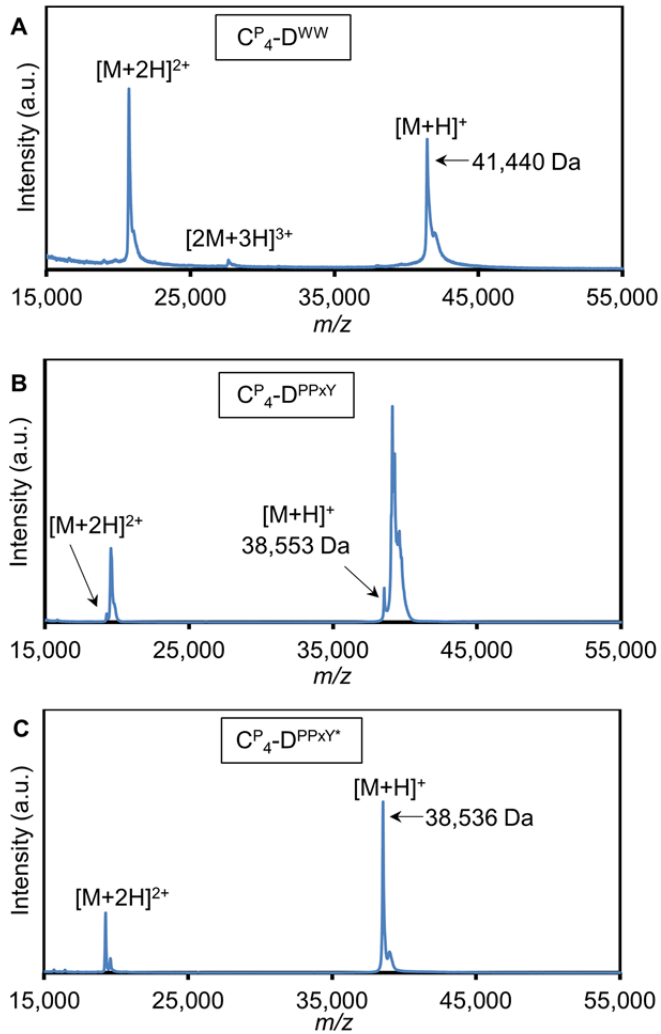 A
Cᴾ₄-Dᵂᵂ
[M+2H]²⁺
[M+H]⁺
41,440 Da
[2M+3H]³⁺
Intensity (a.u.)
15,000 25,000 35,000 45,000 55,000
m/z
B
Cᴾ₄-Dᴾᴾˣʸ
[M+2H]²⁺
[M+H]⁺
38,553 Da
Intensity (a.u.)
15,000 25,000 35,000 45,000 55,000
m/z
C
Cᴾ₄-Dᴾᴾˣʸ*
[M+H]⁺
38,536 Da
[M+2H]²⁺
Intensity (a.u.)
15,000 25,000 35,000 45,000 55,000
m/z